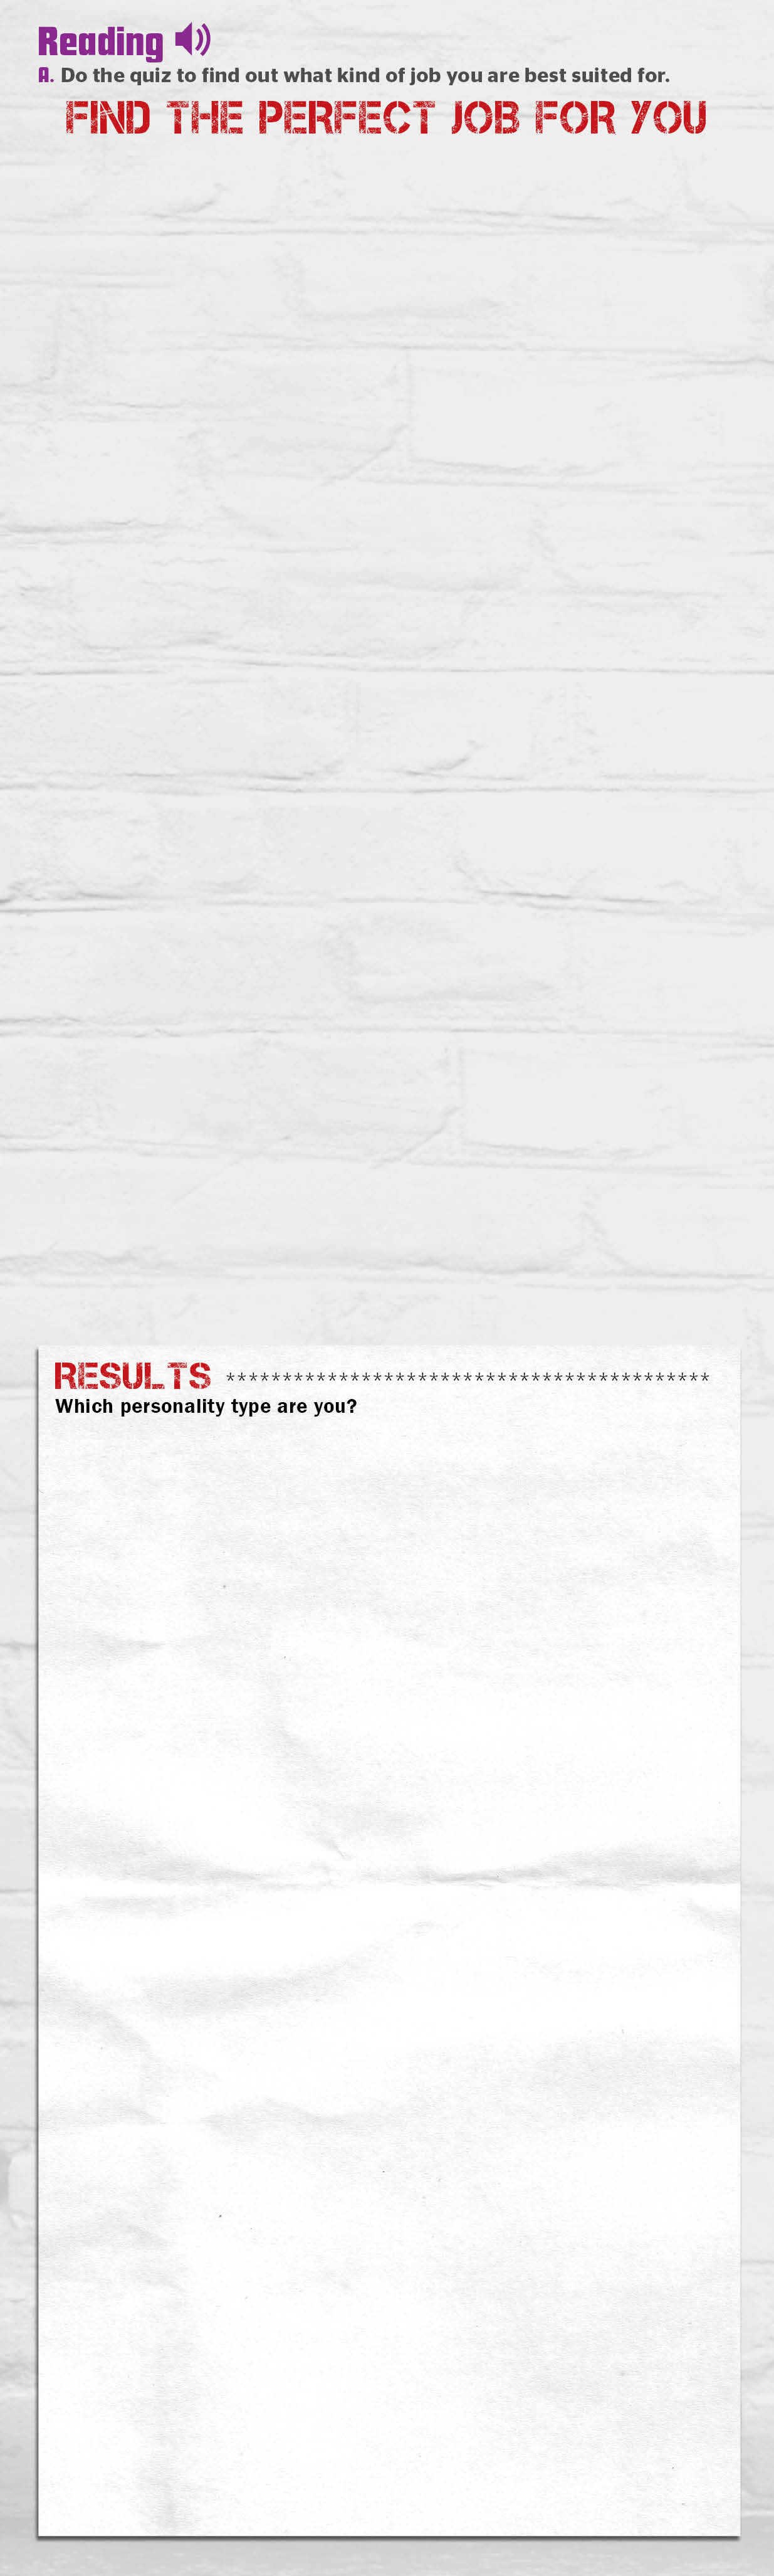 Reading
A. Do the quiz to find out what kind of job you are best suited for.
FIND THE PERFECT JOB FOR YOU
RESULTS *******************************************
Which personality type are you?